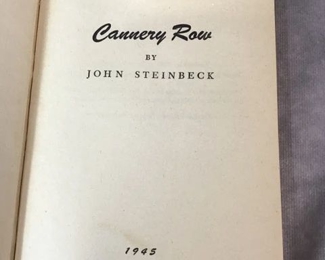 Cannery Row
BY
JOHN STEINBECK
1945